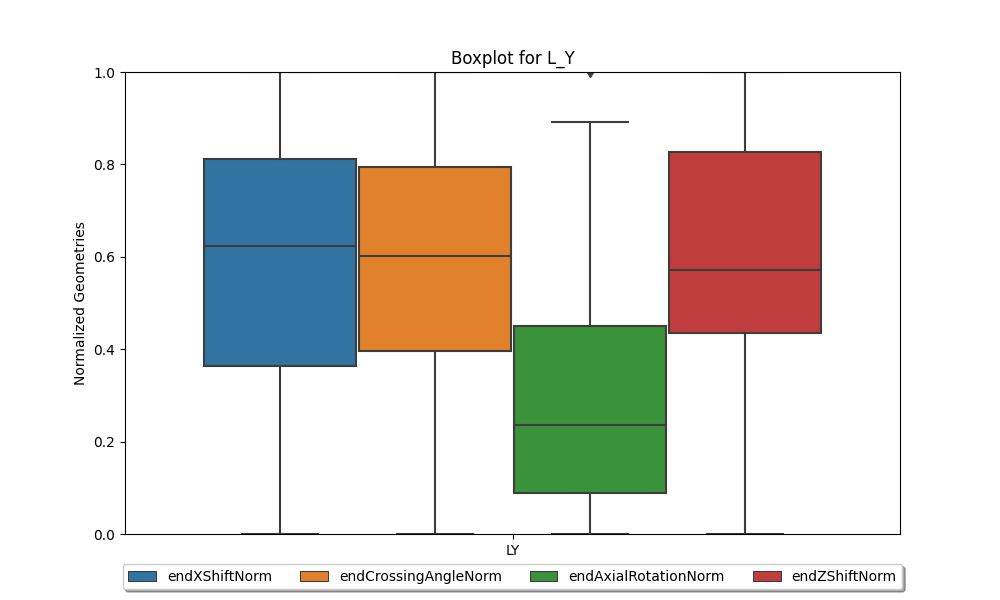 Boxplot for L_Y
1.0
0.8
0.6
0.4
0.2
0.0
Normalized Geometries
LY
endXShiftNorm endCrossingAngleNorm endAxialRotationNorm endZShiftNorm